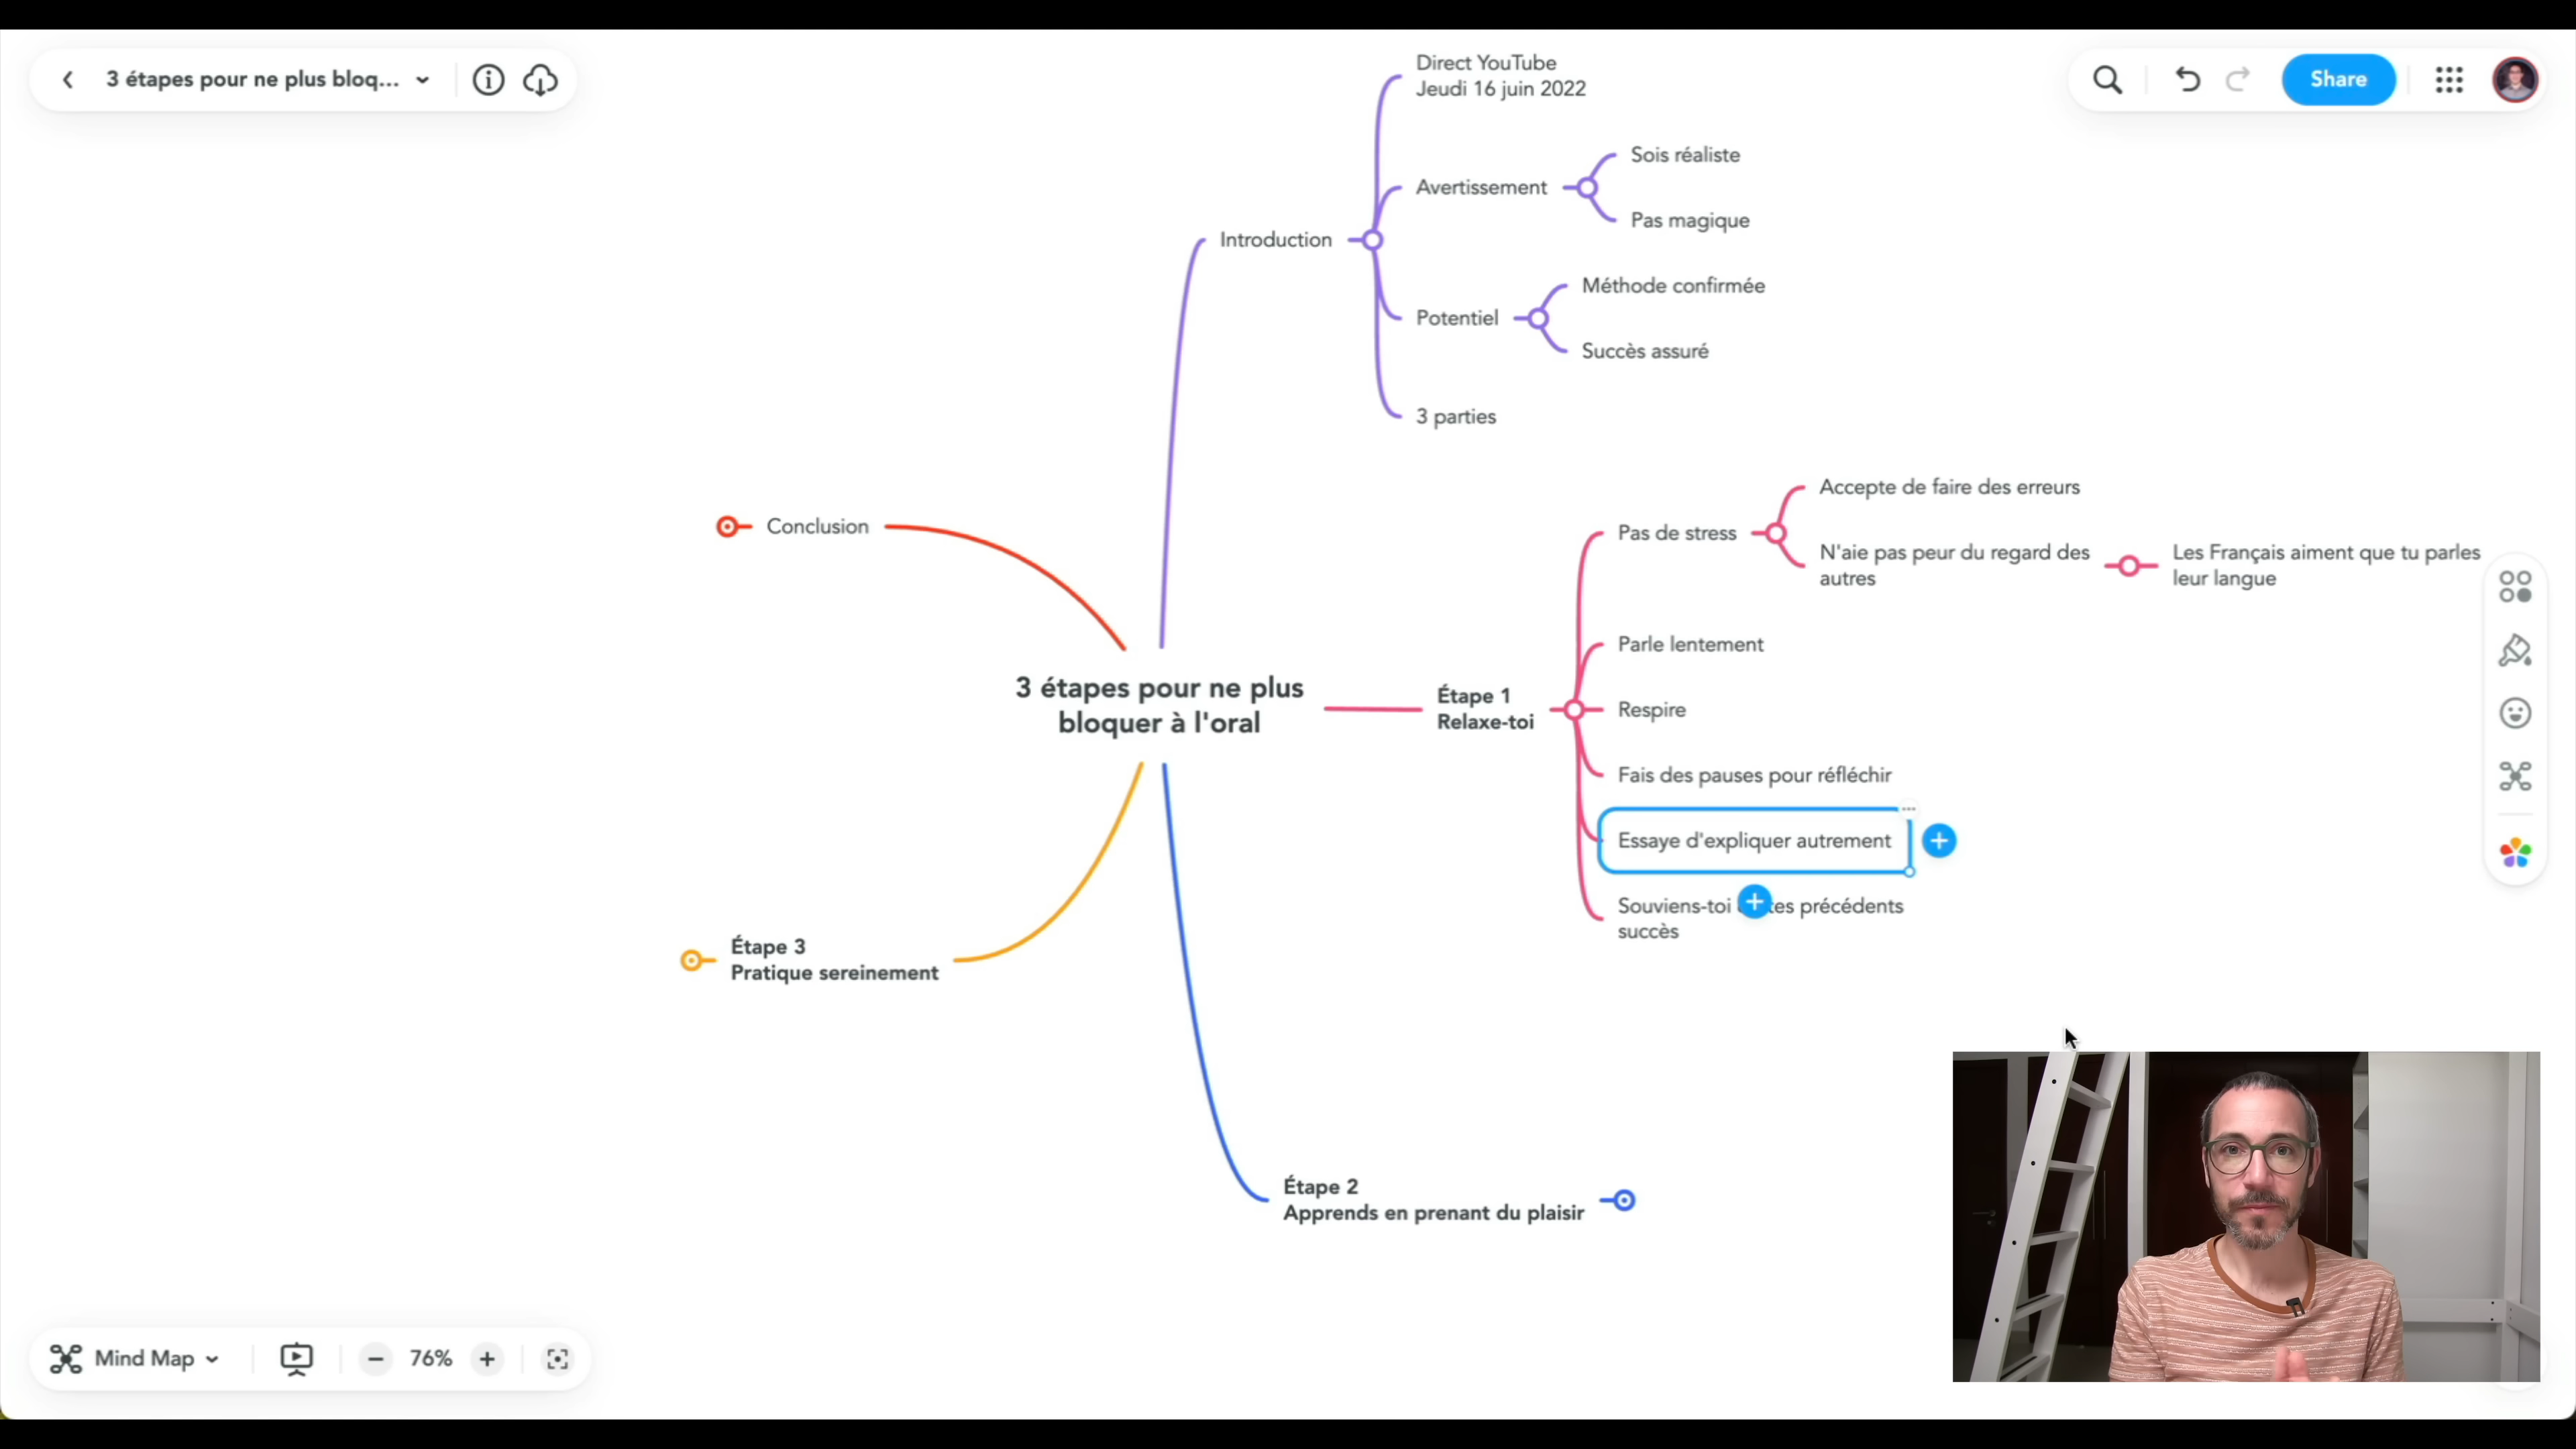 3 étapes pour ne plus bloq...
Share
Direct YouTube
Jeudi 16 juin 2022
Avertissement
Sois réaliste
Pas magique
Introduction
Potentiel
Méthode confirmée
Succès assuré
3 parties
Conclusion
3 étapes pour ne plus
bloquer à l'oral
Étape 1
Relaxe-toi
Pas de stress
Accepte de faire des erreurs
N'aie pas peur du regard des
autres
Les Français aiment que tu parles
leur langue
Parle lentement
Respire
Fais des pauses pour réfléchir
Essaye d'expliquer autrement
Souviens-toi tes précédents
succès
Étape 3
Pratique sereinement
Étape 2
Apprends en prenant du plaisir
Mind Map
76%